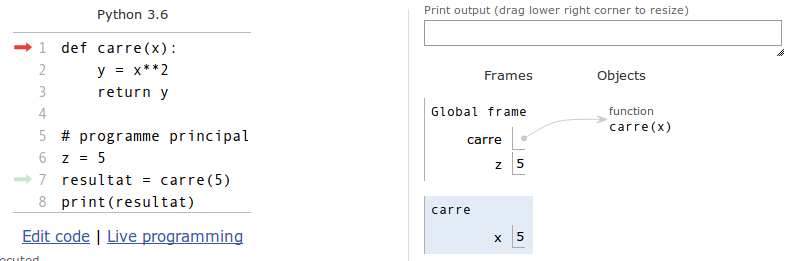 Python 3.6
1 def carre(x):
2 y = x**2
3 return y
4
5 # programme principal
6 z = 5
7 resultat = carre(5)
8 print(resultat)
Edit code | Live programming
Print output (drag lower right corner to resize)
Frames Objects
Global frame
carre
z 5
function
carre(x)
carre
x 5